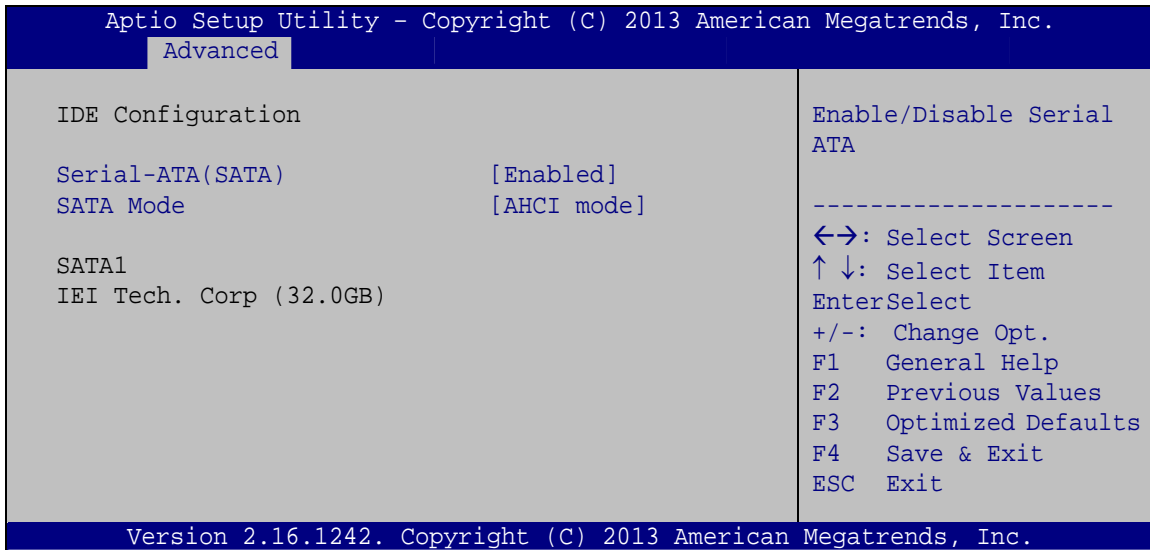 Aptio Setup Utility – Copyright (C) 2013 American Megatrends, Inc.
Advanced
IDE Configuration
Serial-ATA(SATA) [Enabled]
SATA Mode [AHCI mode]
SATA1
IEI Tech. Corp (32.0GB)
Enable/Disable Serial
ATA
---------------------
←→: Select Screen
↑ ↓: Select Item
EnterSelect
+/-: Change Opt.
F1 General Help
F2 Previous Values
F3 Optimized Defaults
F4 Save & Exit
ESC Exit
Version 2.16.1242. Copyright (C) 2013 American Megatrends, Inc.